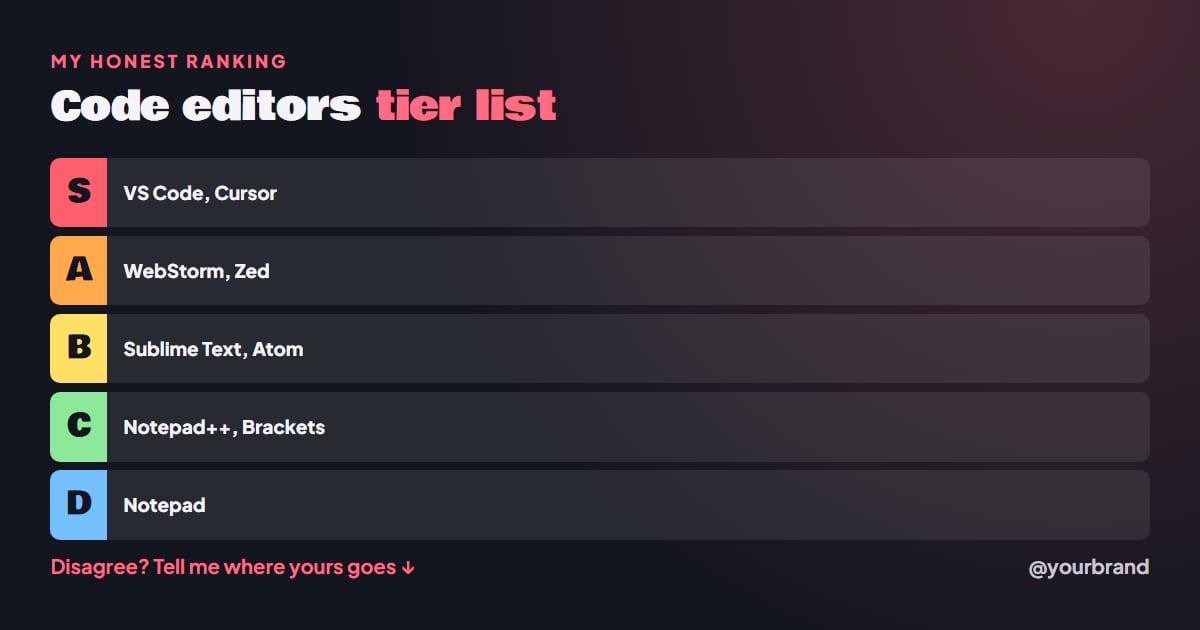 MY HONEST RANKING
Code editors tier list
S
VS Code, Cursor
A
WebStorm, Zed
B
Sublime Text, Atom
C
Notepad++, Brackets
D
Notepad
Disagree? Tell me where yours goes ↓
@yourbrand